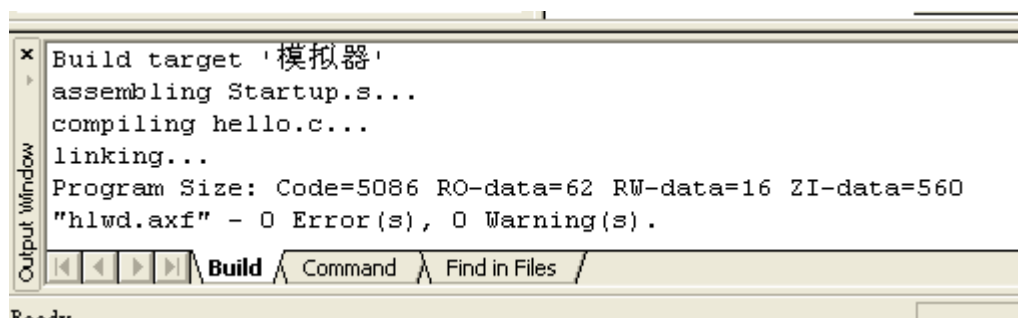 Build target '模拟器'
assembling Startup.s...
compiling hello.c...
linking...
Program Size: Code=5086 RO-data=62 RW-data=16 ZI-data=560
"hlwd.axf" - 0 Error(s), 0 Warning(s).
Output Window
Build Command Find in Files